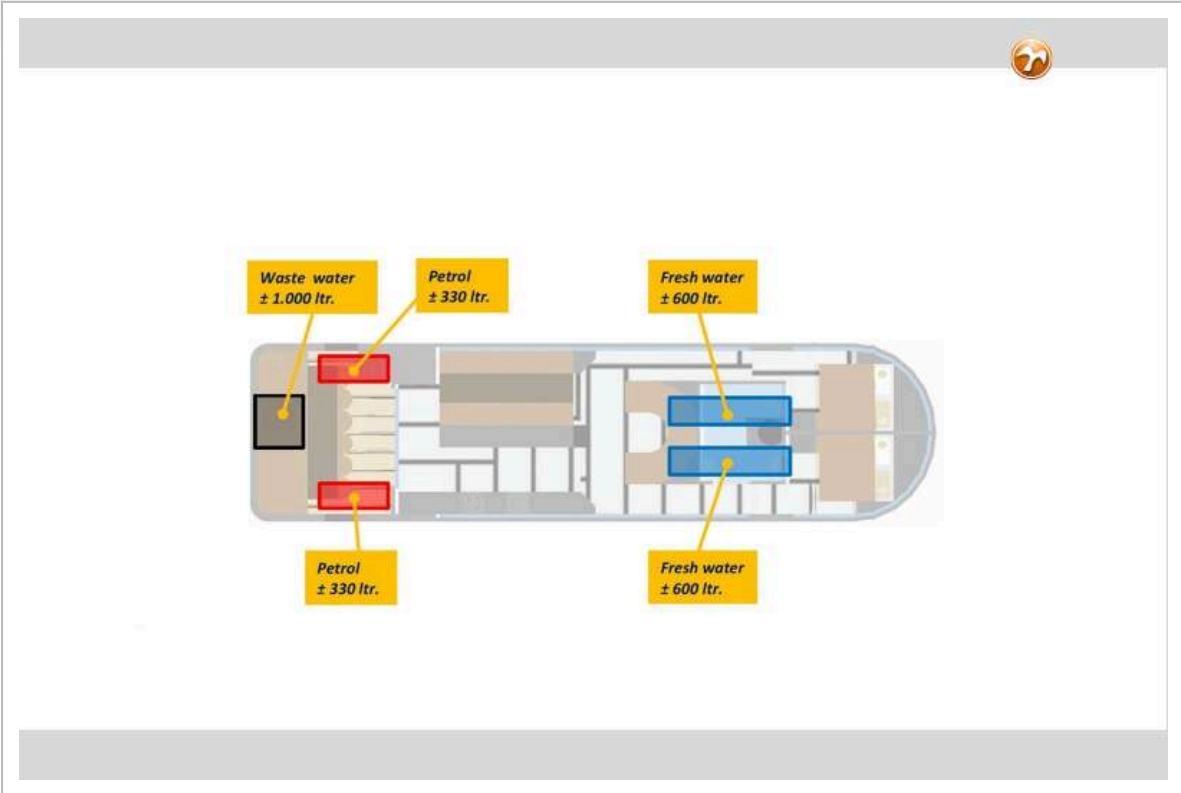 Waste water
± 1.000 ltr.
Petrol
± 330 ltr.
Fresh water
± 600 ltr.
Petrol
± 330 ltr.
Fresh water
± 600 ltr.